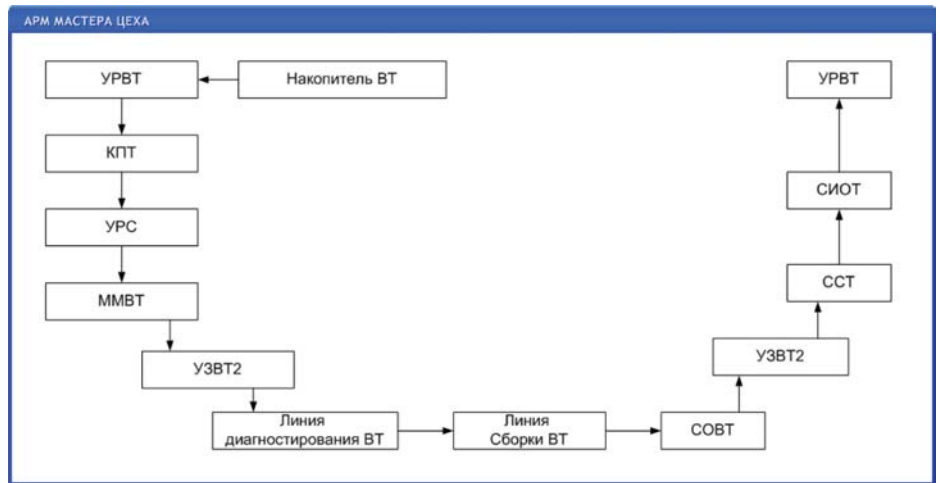 АРМ МАСТЕРА ЦЕХА
УРВТ
Накопитель ВТ
УРВТ
КПТ
СИОТ
УРС
ССТ
ММВТ
УЗВТ2
УЗВТ2
Линия
диагностирования ВТ
Линия
Сборки ВТ
СОВТ